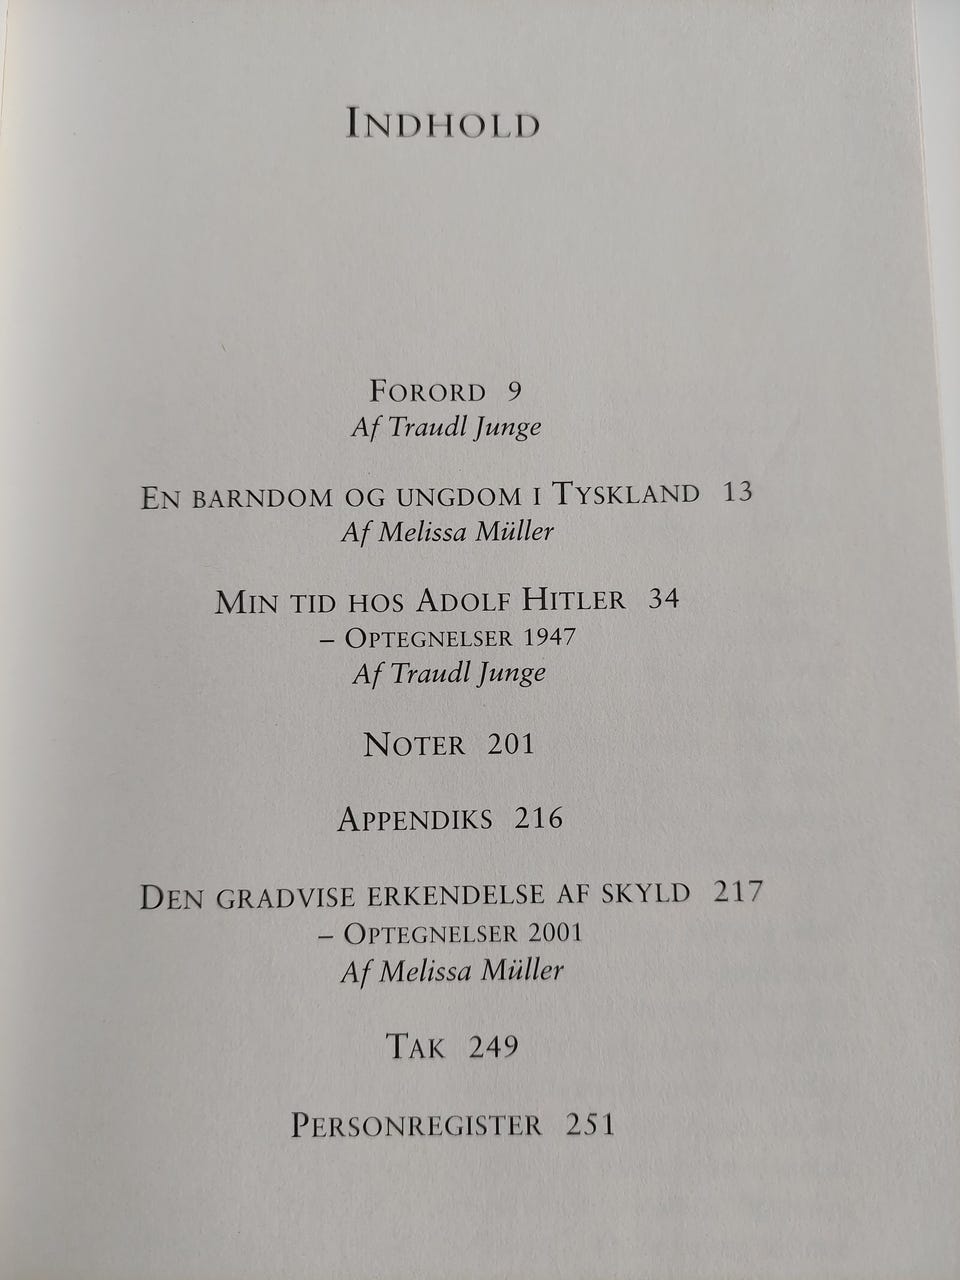 INDHOLD
FORORD 9
Af Traudl Junge
EN BARNDOM OG UNGDOM I TYSKLAND 13
Af Melissa Müller
MIN TID HOS ADOLF HITLER 34
– OPTEGNELSER 1947
Af Traudl Junge
NOTER 201
APPENDIKS 216
DEN GRADVISE ERKENDELSE AF SKYLD 217
– OPTEGNELSER 2001
Af Melissa Müller
TAK 249
PERSONREGISTER 251